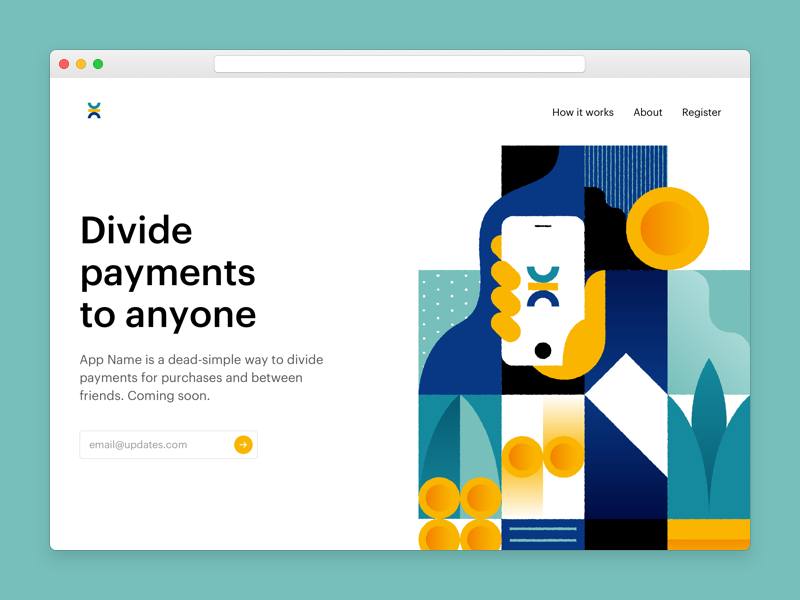 How it works About Register
Divide
payments
to anyone
App Name is a dead-simple way to divide
payments for purchases and between
friends. Coming soon.
email@updates.com